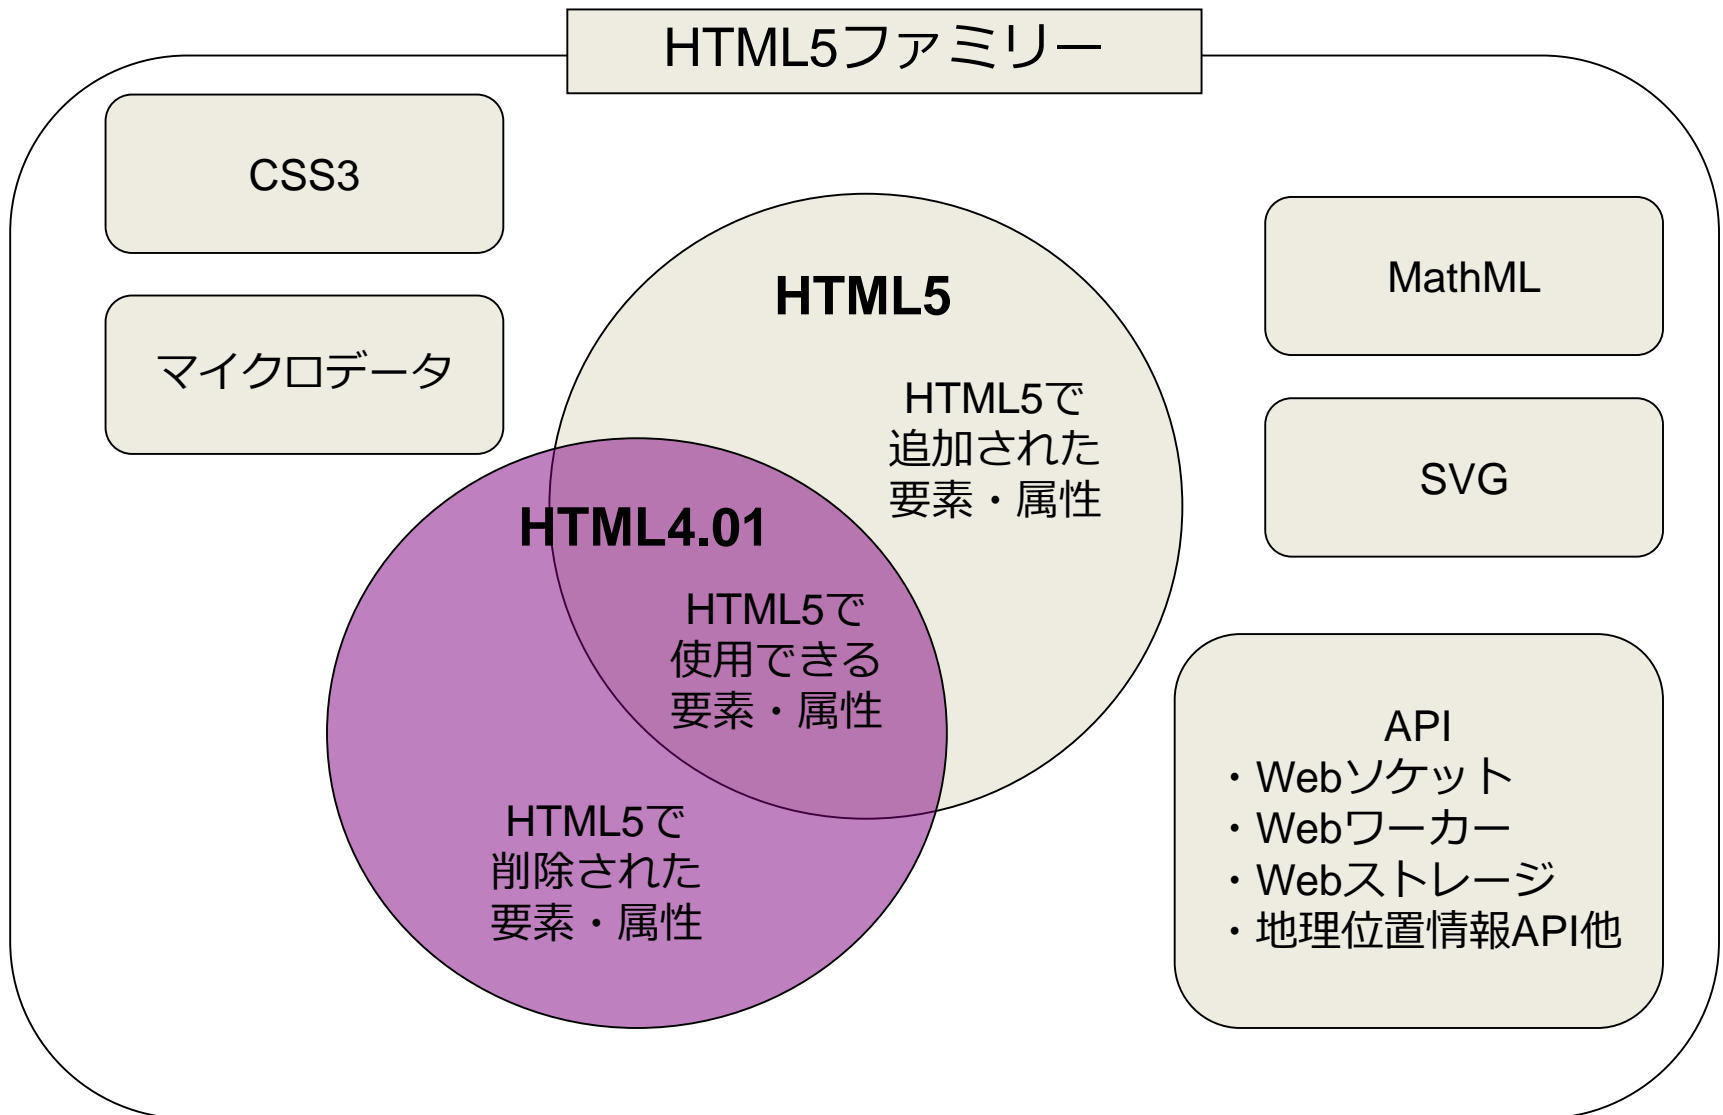 HTML5ファミリー
CSS3
マイクロデータ
HTML5
HTML5で
追加された
要素・属性
HTML4.01
HTML5で
使用できる
要素・属性
HTML5で
削除された
要素・属性
MathML
SVG
API
・Webソケット
・Webワーカー
・Webストレージ
・地理位置情報API他